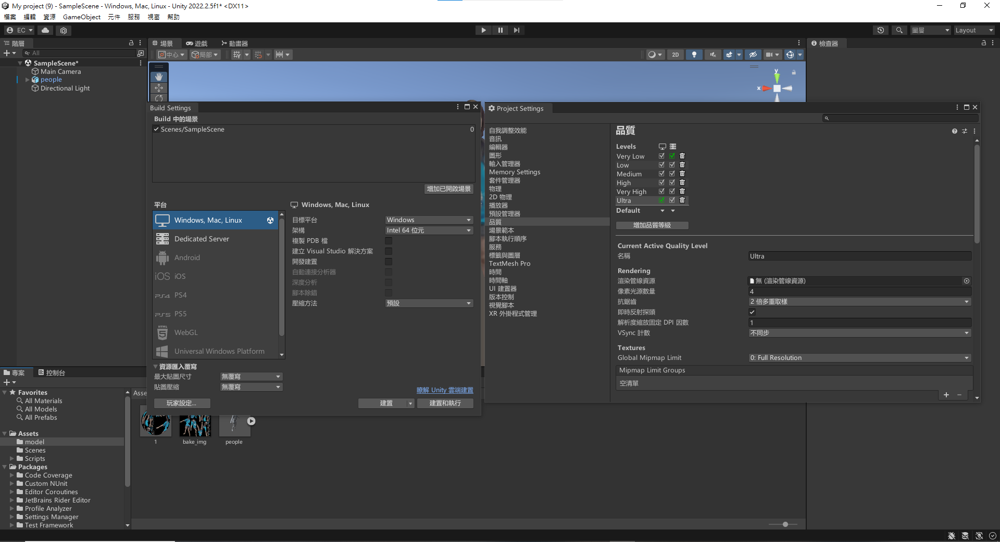 My project (9) - SampleScene - Windows, Mac, Linux - Unity 2022.2.5f1* <DX11>
檔案 編輯 資源 GameObject 元件 服務 視窗 幫助
EC
圖層 Layout
階層
All
SampleScene*
Main Camera
people
Directional Light
場景 遊戲 動畫器
中心 局部
2D
y
x
檢查器
Build Settings
Build 中的場景
Scenes/SampleScene 0
增加已開啟場景
平台
Windows, Mac, Linux
Dedicated Server
Android
iOS iOS
PS4
PS5
HTML 5 WebGL
Universal Windows Platform
Windows, Mac, Linux
目標平台 Windows
架構 Intel 64 位元
複製 PDB 檔
建立 Visual Studio 解決方案
開發建置
自動連接分析器
深度分析
腳本除錯
壓縮方法 預設
資源匯入覆寫
最大貼圖尺寸 無覆寫
貼圖壓縮 無覆寫
瞭解 Unity 雲端建置
玩家設定... 建置 建置和執行
Project Settings
自我調整效能
音訊
編輯器
圖形
輸入管理器
Memory Settings
套件管理器
物理
2D 物理
播放器
預設管理器
品質
場景範本
腳本執行順序
服務
標籤與圖層
TextMesh Pro
時間
時間軸
UI 建置器
版本控制
視覺腳本
XR 外掛程式管理
品質
Levels
Very Low
Low
Medium
High
Very High
Ultra
Default
增加品質等級
Current Active Quality Level
名稱 Ultra
Rendering
渲染管線資源 無 (渲染管線資源)
像素光源數量 4
抗鋸齒 2 倍多重取樣
即時反射探頭
解析度縮放固定 DPI 因數 1
VSync 計數 不同步
Textures
Global Mipmap Limit 0: Full Resolution
Mipmap Limit Groups
空清單
專案 控制台
Favorites
All Materials
All Models
All Prefabs
Assets
model
Scenes
Scripts
Packages
Code Coverage
Custom NUnit
Editor Coroutines
JetBrains Rider Editor
Profile Analyzer
Settings Manager
Test Framework
Asse
1 bake_img people